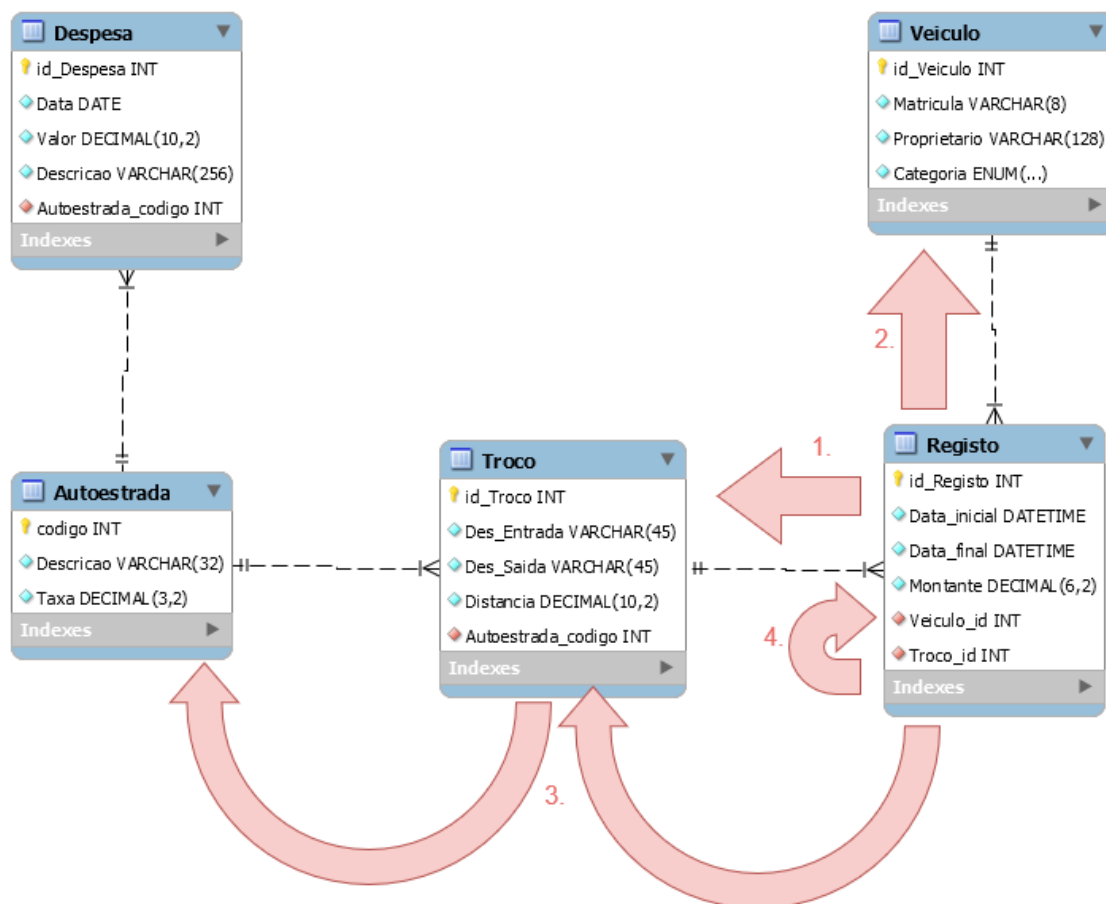 Despesa
id_Despesa INT
Data DATE
Valor DECIMAL(10,2)
Descricao VARCHAR(256)
Autoestrada_codigo INT
Indexes
Veiculo
id_Veiculo INT
Matricula VARCHAR(8)
Proprietario VARCHAR(128)
Categoria ENUM(...)
Indexes
2.
1.
Autoestrada
codigo INT
Descricao VARCHAR(32)
Taxa DECIMAL(3,2)
Indexes
Troco
id_Troco INT
Des_Entrada VARCHAR(45)
Des_Saida VARCHAR(45)
Distancia DECIMAL(10,2)
Autoestrada_codigo INT
Indexes
Registo
id_Registo INT
Data_inicial DATETIME
Data_final DATETIME
Montante DECIMAL(6,2)
Veiculo_id INT
Troco_id INT
Indexes
4.
3.